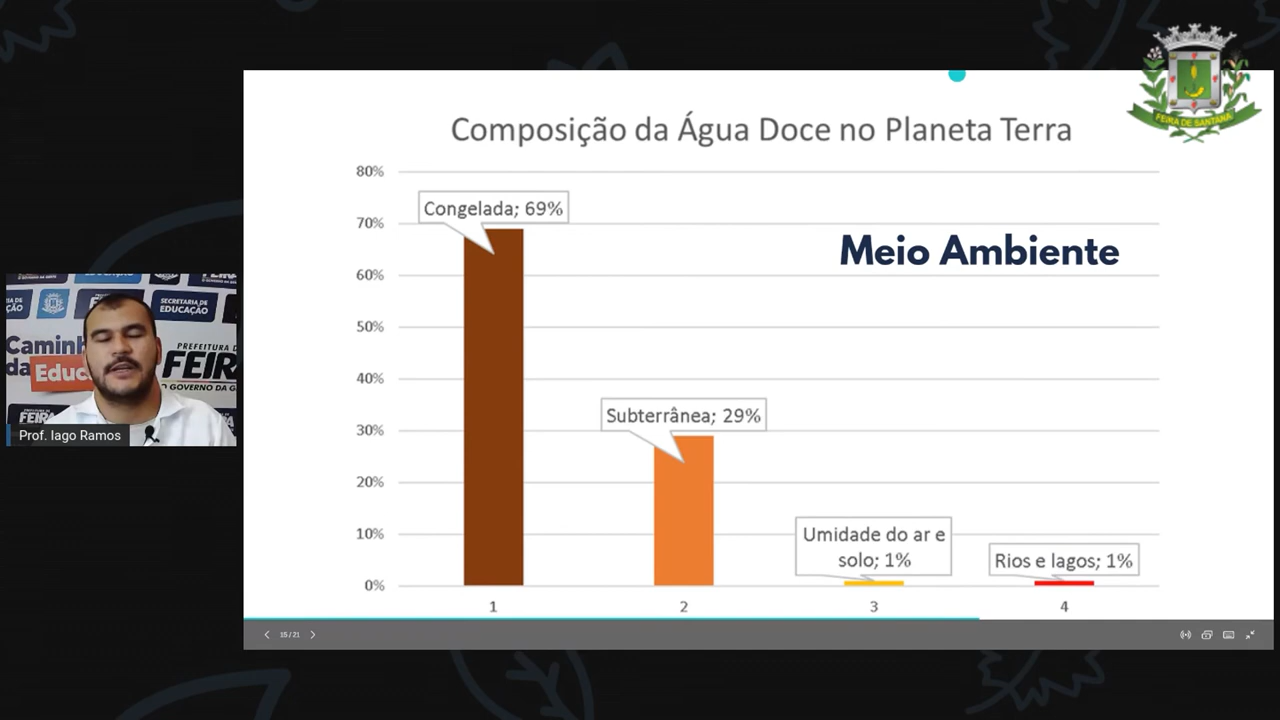 FEIRA DE SANTANA
Composição da Água Doce no Planeta Terra
Meio Ambiente
80%
70%
60%
50%
40%
30%
20%
10%
0%
Congelada; 69%
Subterrânea; 29%
Umidade do ar e
solo; 1%
Rios e lagos; 1%
1
2
3
4
SECRETARIA DE
EDUCAÇÃO
PREFEITURA D
FEIR
O GOVERNO DA G
Caminh
da
Educ
FEIRA
Prof. Iago Ramos
15 / 21